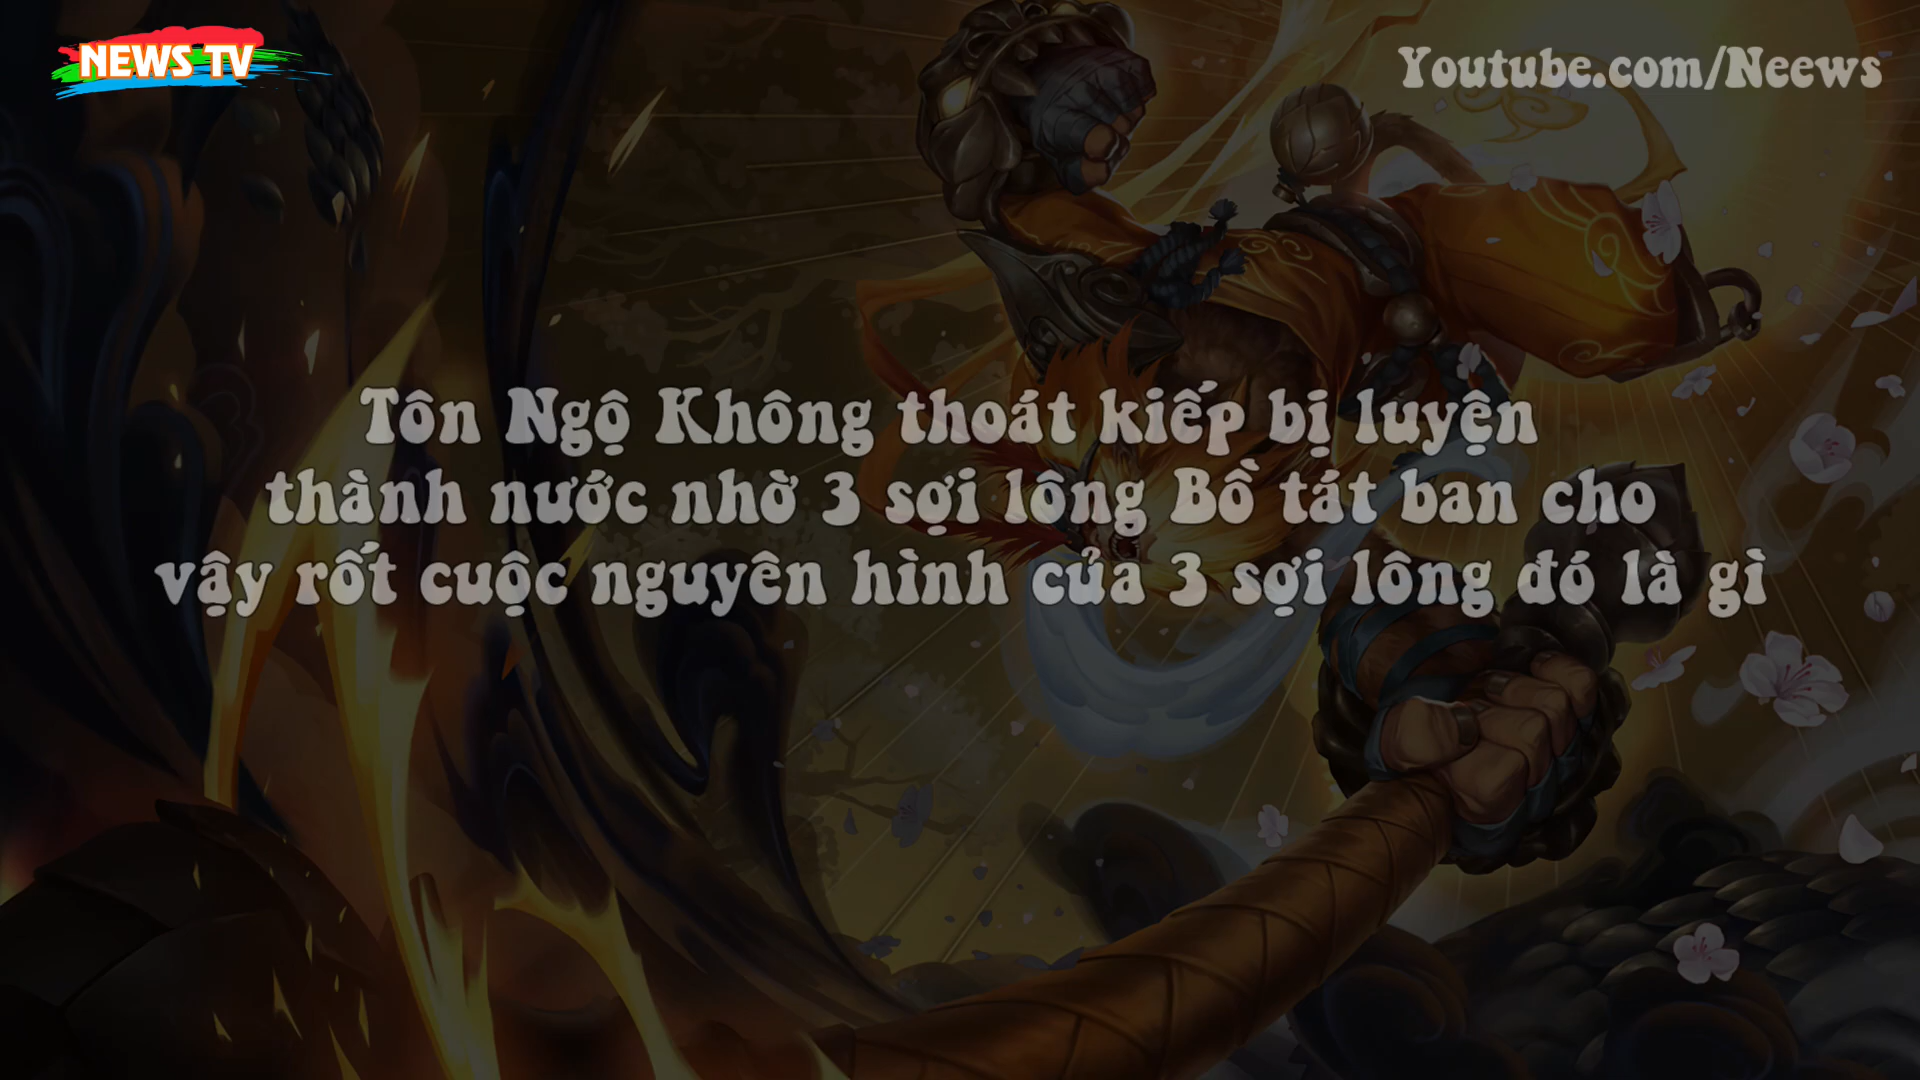 NEWS TV
Youtube.com/Neews
Tôn Ngộ Không thoát kiếp bị luyện
thành nước nhờ 3 sợi lông Bồ tát ban cho
vậy rốt cuộc nguyên hình của 3 sợi lông đó là gì